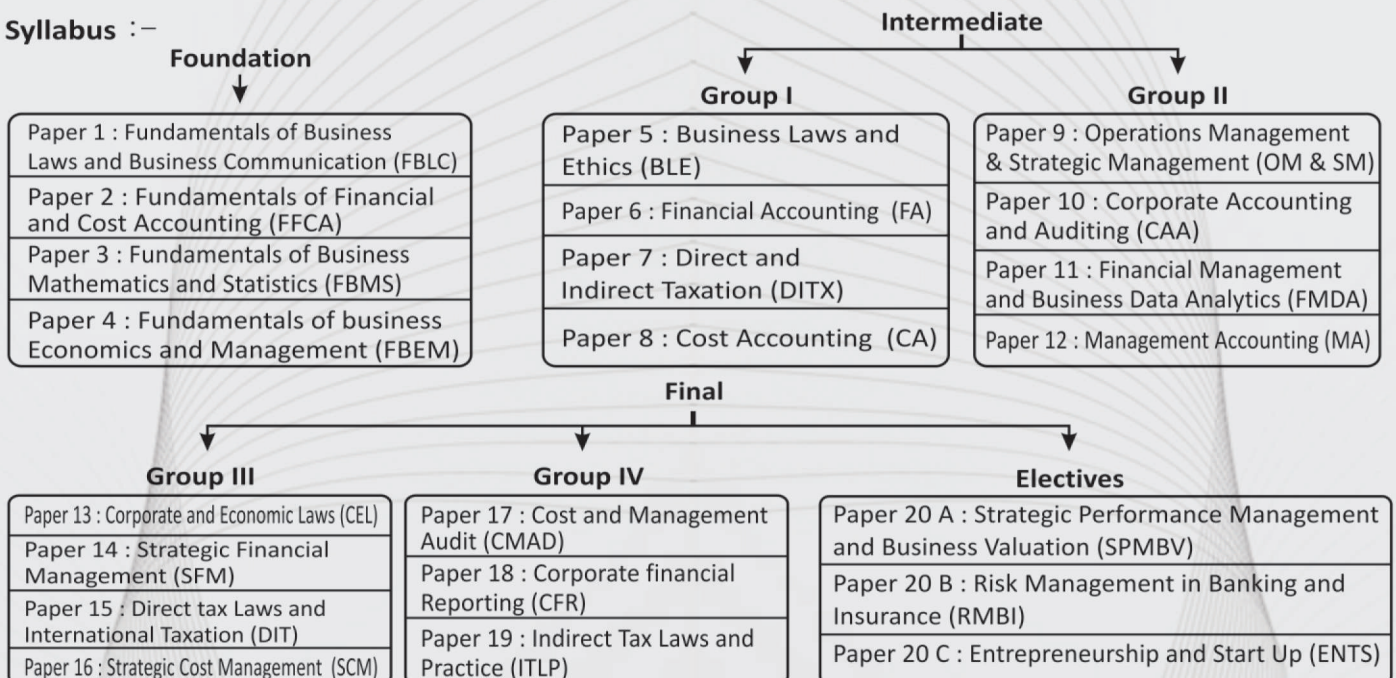 Syllabus :–
Foundation
Paper 1 : Fundamentals of Business
Laws and Business Communication (FBLC)
Paper 2 : Fundamentals of Financial
and Cost Accounting (FFCA)
Paper 3 : Fundamentals of Business
Mathematics and Statistics (FBMS)
Paper 4 : Fundamentals of business
Economics and Management (FBEM)
Intermediate
Group I
Paper 5 : Business Laws and
Ethics (BLE)
Paper 6 : Financial Accounting (FA)
Paper 7 : Direct and
Indirect Taxation (DITX)
Paper 8 : Cost Accounting (CA)
Group II
Paper 9 : Operations Management
& Strategic Management (OM & SM)
Paper 10 : Corporate Accounting
and Auditing (CAA)
Paper 11 : Financial Management
and Business Data Analytics (FMDA)
Paper 12 : Management Accounting (MA)
Final
Group III
Paper 13 : Corporate and Economic Laws (CEL)
Paper 14 : Strategic Financial
Management (SFM)
Paper 15 : Direct tax Laws and
International Taxation (DIT)
Paper 16 : Strategic Cost Management (SCM)
Group IV
Paper 17 : Cost and Management
Audit (CMAD)
Paper 18 : Corporate financial
Reporting (CFR)
Paper 19 : Indirect Tax Laws and
Practice (ITLP)
Electives
Paper 20 A : Strategic Performance Management
and Business Valuation (SPMBV)
Paper 20 B : Risk Management in Banking and
Insurance (RMBI)
Paper 20 C : Entrepreneurship and Start Up (ENTS)